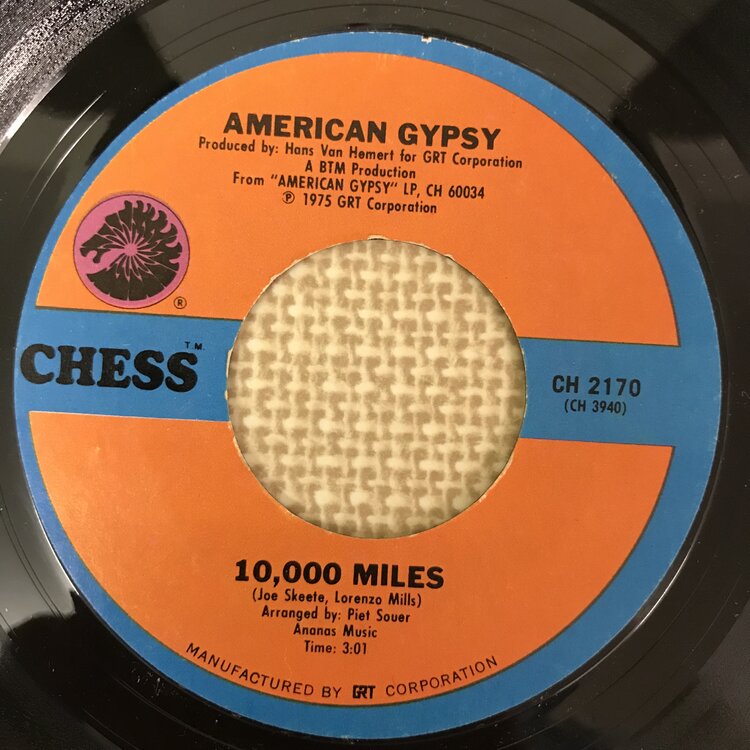 AMERICAN GYPSY
Produced by: Hans Van Hemert for GRT Corporation
A BTM Production
From "AMERICAN GYPSY" LP, CH 60034
℗ 1975 GRT Corporation
®
CHESS T.M.
CH 2170
(CH 3940)
10,000 MILES
(Joe Skeete, Lorenzo Mills)
Arranged by: Piet Souer
Ananas Music
Time: 3:01
MANUFACTURED BY GRT CORPORATION